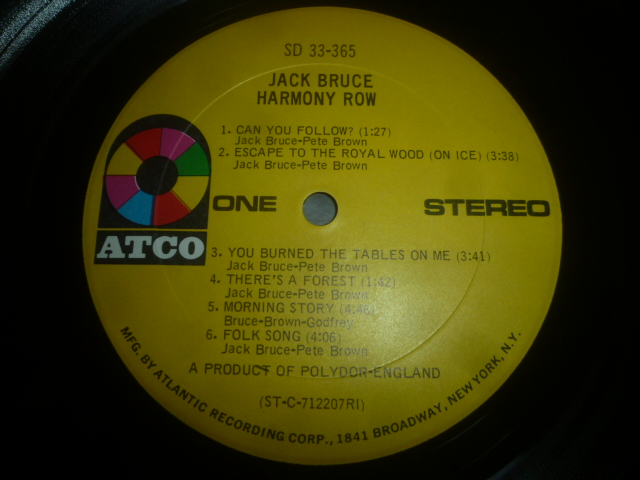 SD 33-365
JACK BRUCE
HARMONY ROW
1. CAN YOU FOLLOW? (1:27)
Jack Bruce-Pete Brown
2. ESCAPE TO THE ROYAL WOOD (ON ICE) (3:38)
Jack Bruce-Pete Brown
ONE
STEREO
ATCO
3. YOU BURNED THE TABLES ON ME (3:41)
Jack Bruce-Pete Brown
4. THERE'S A FOREST (1:42)
Jack Bruce-Pete Brown
5. MORNING STORY (4:48)
Bruce-Brown-Godfrey
6. FOLK SONG (4:06)
Jack Bruce-Pete Brown
A PRODUCT OF POLYDOR-ENGLAND
(ST-C-712207RI)
MFG. BY ATLANTIC RECORDING CORP., 1841 BROADWAY, NEW YORK, N.Y.